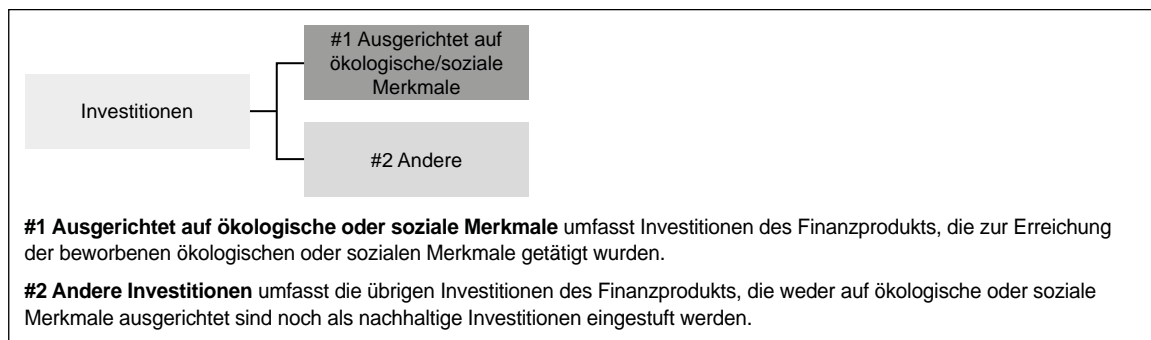 #1 Ausgerichtet auf
ökologische/soziale
Merkmale
Investitionen
#2 Andere
#1 Ausgerichtet auf ökologische oder soziale Merkmale umfasst Investitionen des Finanzprodukts, die zur Erreichung
der beworbenen ökologischen oder sozialen Merkmale getätigt wurden.
#2 Andere Investitionen umfasst die übrigen Investitionen des Finanzprodukts, die weder auf ökologische oder soziale
Merkmale ausgerichtet sind noch als nachhaltige Investitionen eingestuft werden.